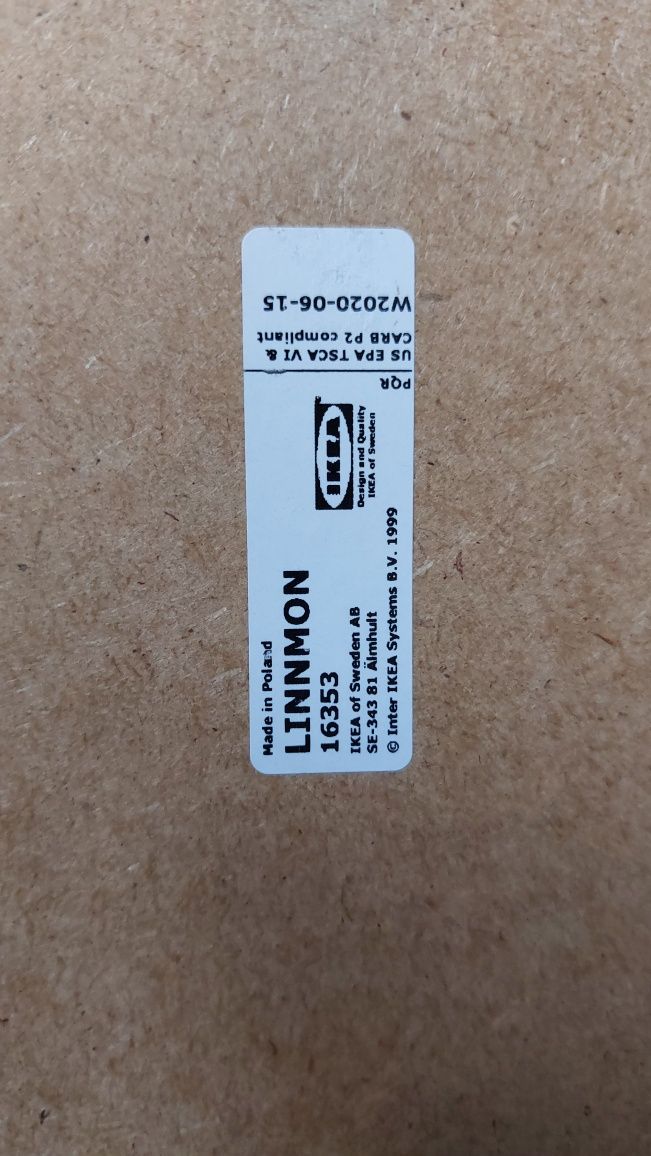 Made in Poland
LINNMON
16353
IKEA of Sweden AB
SE-343 81 Älmhult
© Inter IKEA Systems B.V. 1999
IKEA
Design and Quality
IKEA of Sweden
PQR
US EPA TSCA VI &
CARB P2 compliant
W2020-06-15